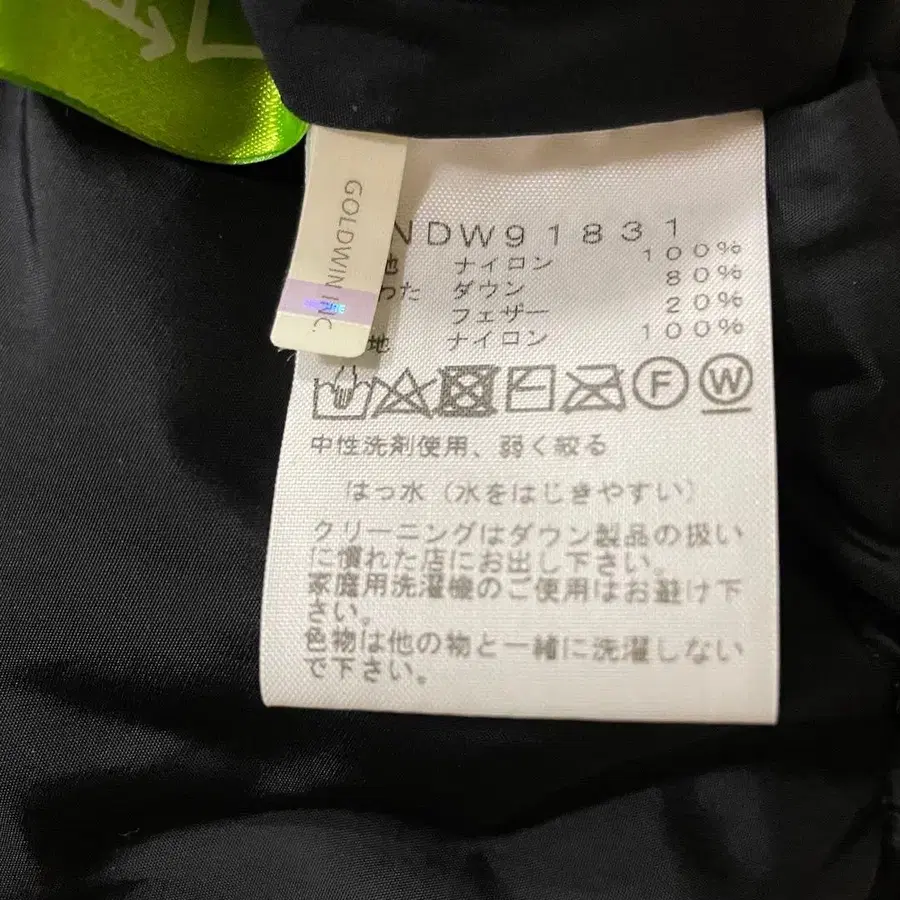 GOLDWIN INC.
NDW91831
地 ナイロン 100%
わた ダウン 80%
フェザー 20%
地 ナイロン 100%
F W
中性洗剤使用、弱く絞る
はっ水（水をはじきやすい）
クリーニングはダウン製品の扱い
に慣れた店にお出し下さい。
家庭用洗濯機のご使用はお避け下
さい。
色物は他の物と一緒に洗濯しない
で下さい。